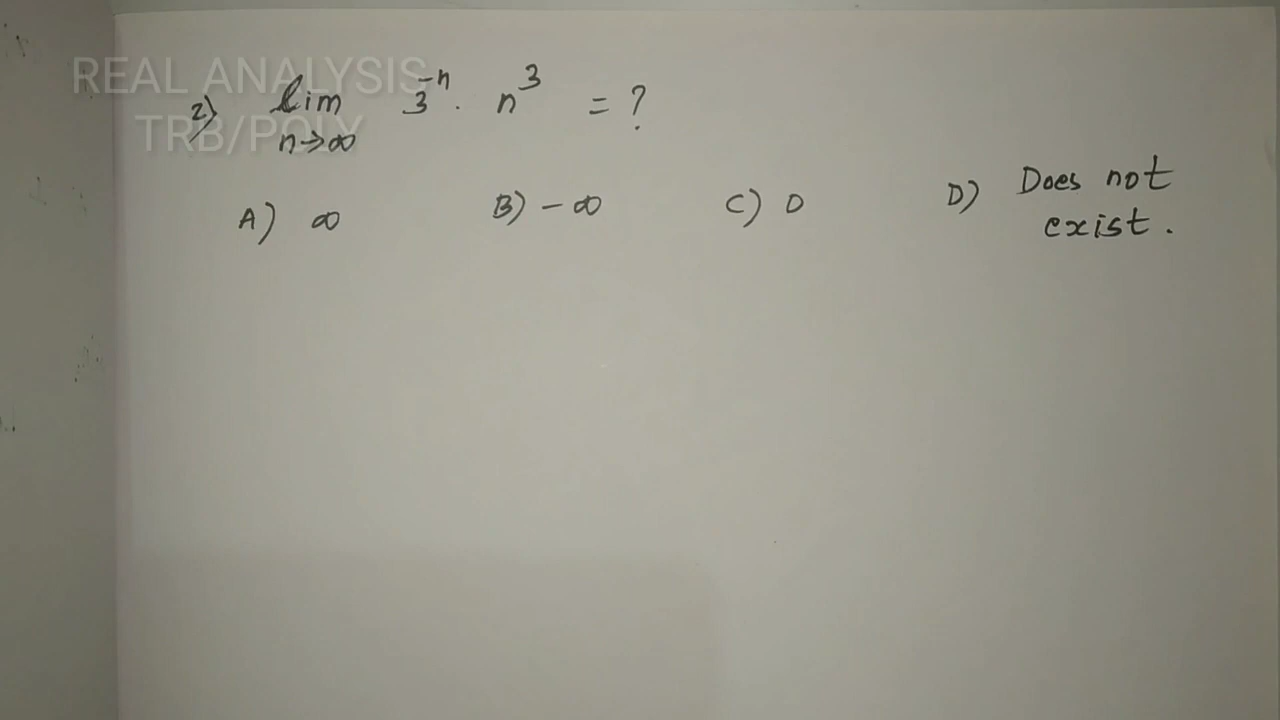 REAL ANALYSIS
TRB/POLY
2) lim n→∞ 3^-n . n^3 = ?
A) ∞ B) - ∞ C) 0 D) Does not
exist.